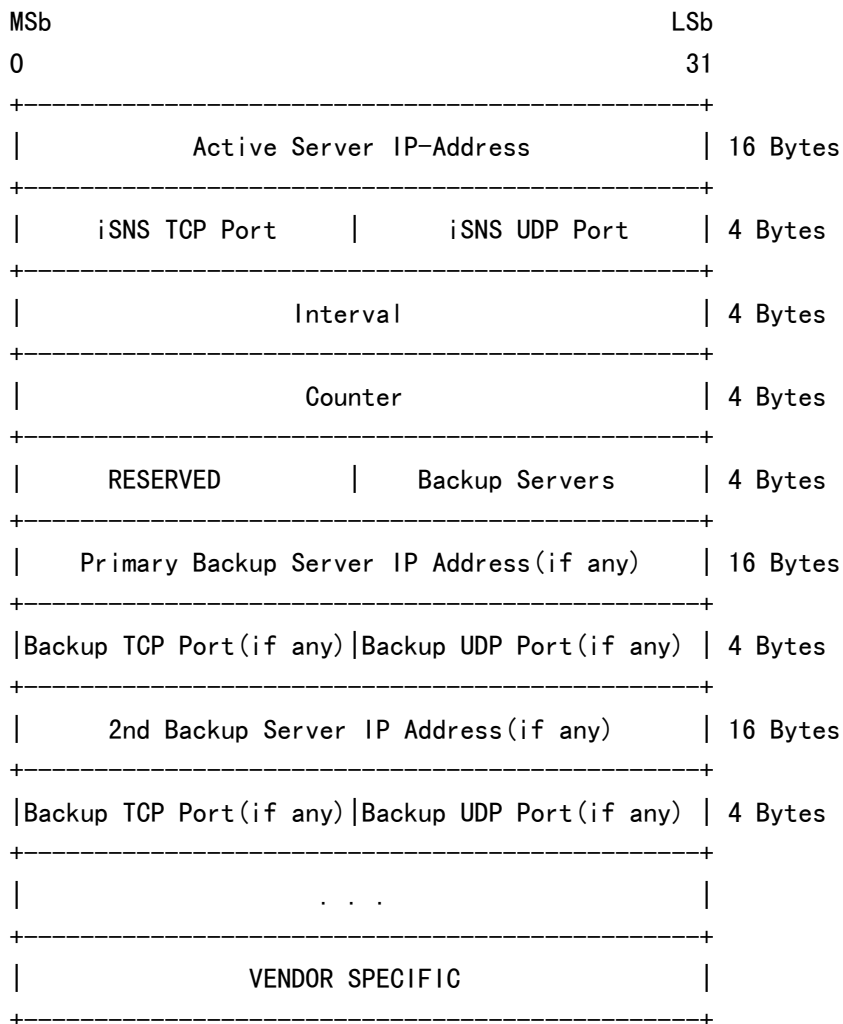 MSb                                            LSb
0                                               31
+------------------------------------------------+
|            Active Server IP-Address            | 16 Bytes
+------------------------------------------------+
|     iSNS TCP Port     |      iSNS UDP Port     | 4 Bytes
+------------------------------------------------+
|                   Interval                     | 4 Bytes
+------------------------------------------------+
|                    Counter                     | 4 Bytes
+------------------------------------------------+
|      RESERVED         |    Backup Servers      | 4 Bytes
+------------------------------------------------+
|    Primary Backup Server IP Address(if any)    | 16 Bytes
+------------------------------------------------+
|Backup TCP Port(if any)|Backup UDP Port(if any) | 4 Bytes
+------------------------------------------------+
|      2nd Backup Server IP Address(if any)      | 16 Bytes
+------------------------------------------------+
|Backup TCP Port(if any)|Backup UDP Port(if any) | 4 Bytes
+------------------------------------------------+
|                     . . .                      |
+------------------------------------------------+
|                VENDOR SPECIFIC                 |
+------------------------------------------------+